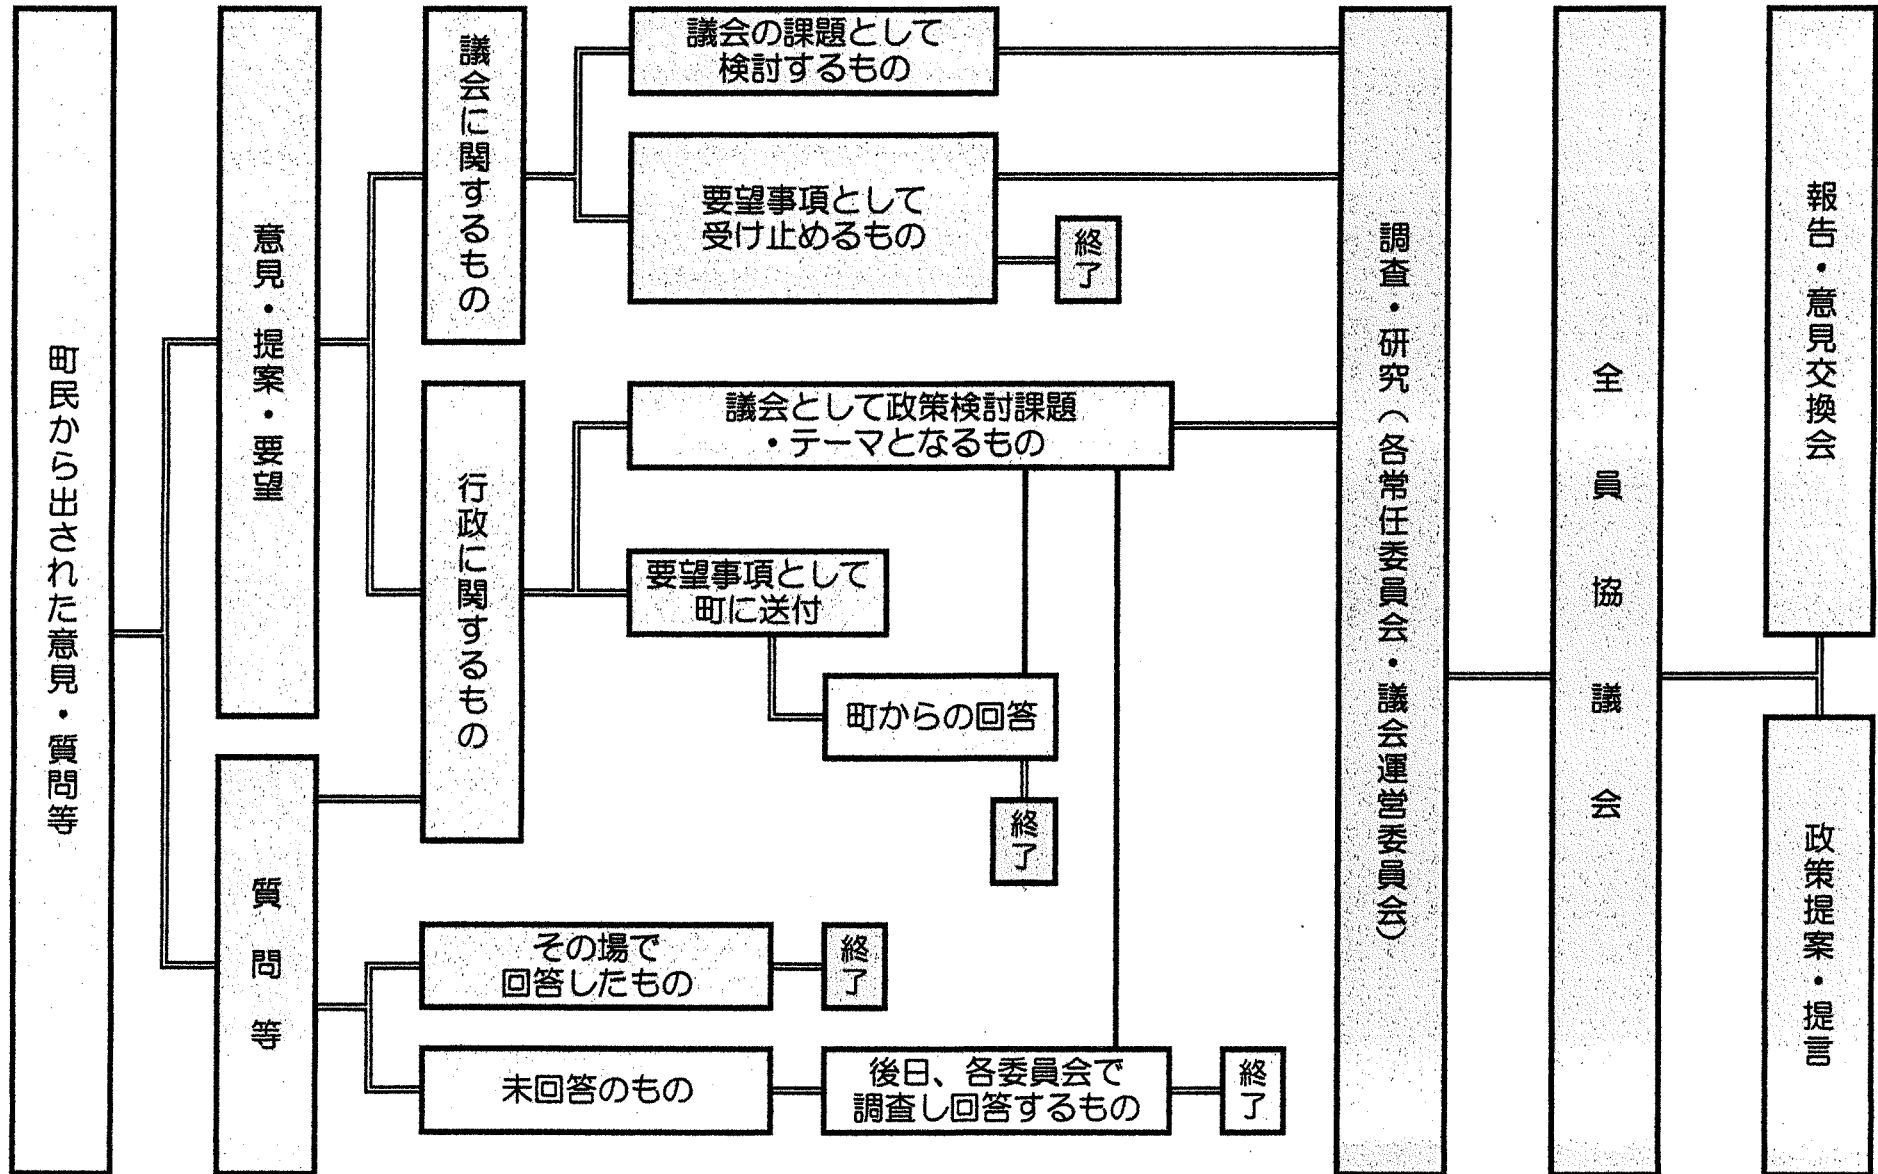 町民から出された意見・質問等
意見・提案・要望
質問等
議会に関するもの
行政に関するもの
議会の課題として
検討するもの
要望事項として
受け止めるもの
終了
議会として政策検討課題
・テーマとなるもの
要望事項として
町に送付
町からの回答
終了
その場で
回答したもの
終了
未回答のもの
後日、各委員会で
調査し回答するもの
終了
調査・研究（各常任委員会・議会運営委員会）
全員協議会
報告・意見交換会
政策提案・提言